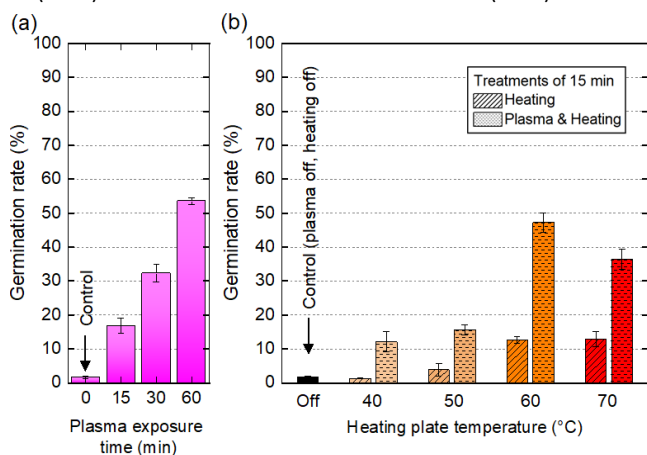 (a)
100
90
80
70
60
50
40
30
20
10
0
Germination rate (%)
Control
0 15 30 60
Plasma exposure
time (min)
(b)
100
90
80
70
60
50
40
30
20
10
0
Germination rate (%)
Control (plasma off, heating off)
Treatments of 15 min
Heating
Plasma & Heating
Off 40 50 60 70
Heating plate temperature (°C)